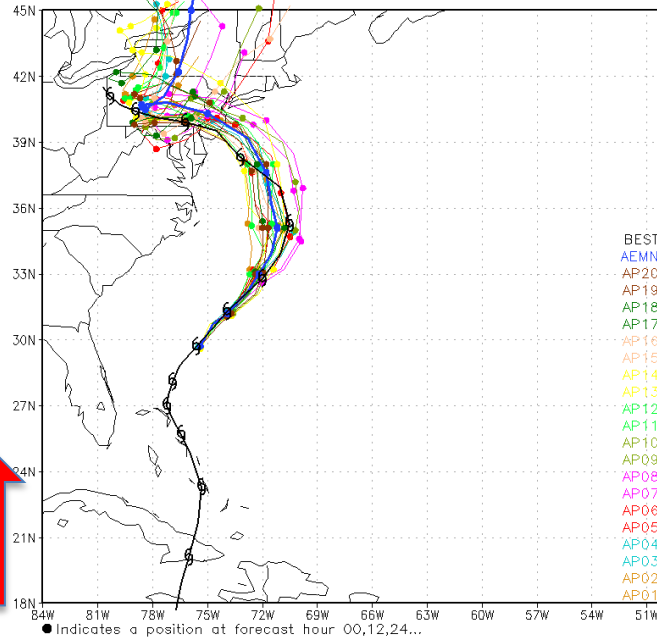 45N
42N
39N
36N
33N
30N
27N
24N
21N
18N
84W 81W 78W 75W 72W 69W 66W 63W 60W 57W 54W 51W
BEST
AEMN
AP20
AP19
AP18
AP17
AP16
AP15
AP14
AP13
AP12
AP11
AP10
AP09
AP08
AP07
AP06
AP05
AP04
AP03
AP02
AP01
● Indicates a position at forecast hour 00,12,24...